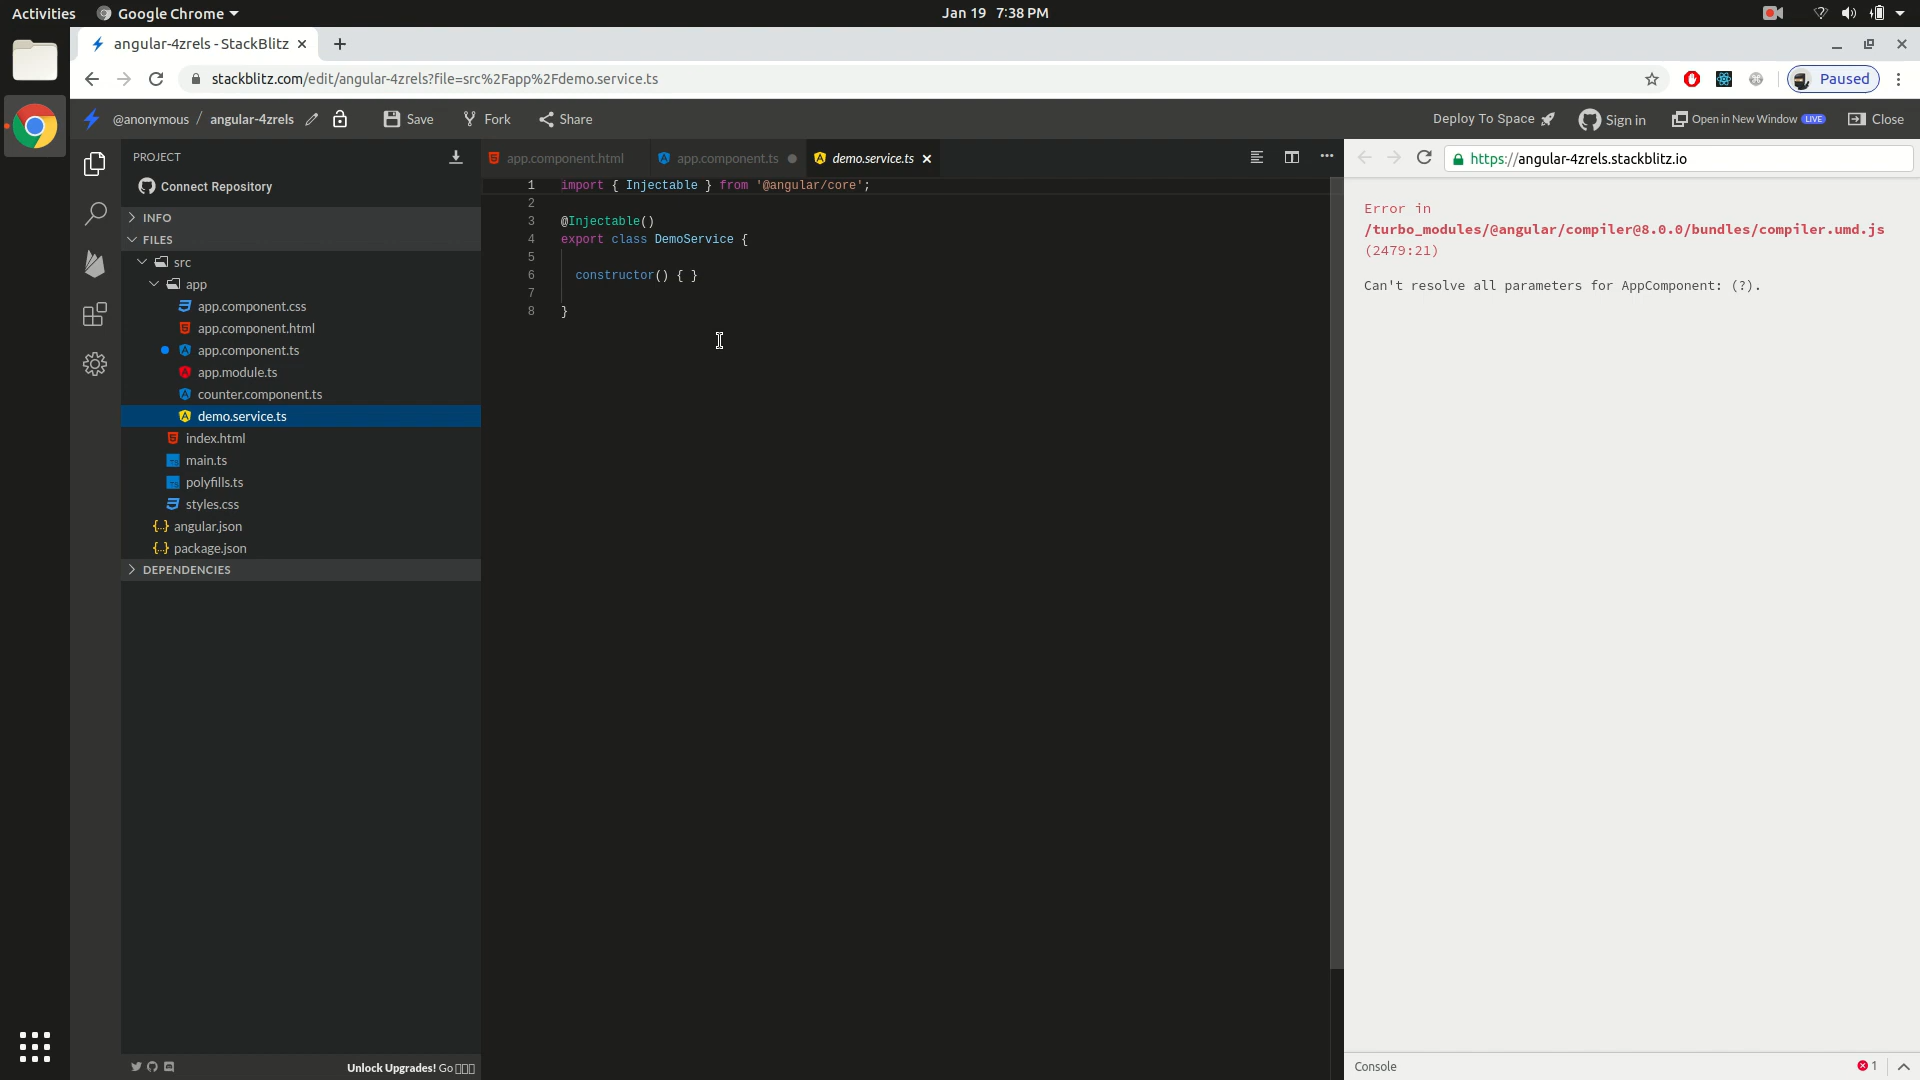 Activities
Google Chrome
Jan 19 7:38 PM
angular-4zrels - StackBlitz
stackblitz.com/edit/angular-4zrels?file=src%2Fapp%2Fdemo.service.ts
Paused
@anonymous / angular-4zrels
Save
Fork
Share
Deploy To Space
Sign in
Open in New Window LIVE
Close
PROJECT
Connect Repository
INFO
FILES
src
app
app.component.css
app.component.html
app.component.ts
app.module.ts
counter.component.ts
demo.service.ts
index.html
main.ts
polyfills.ts
styles.css
angular.json
package.json
DEPENDENCIES
Unlock Upgrades! Go
app.component.html
app.component.ts
demo.service.ts
1 import { Injectable } from '@angular/core';
2
3 @Injectable()
4 export class DemoService {
5
6 constructor() { }
7
8 }
https://angular-4zrels.stackblitz.io
Error in
/turbo_modules/@angular/compiler@8.0.0/bundles/compiler.umd.js
(2479:21)
Can't resolve all parameters for AppComponent: (?).
Console
1